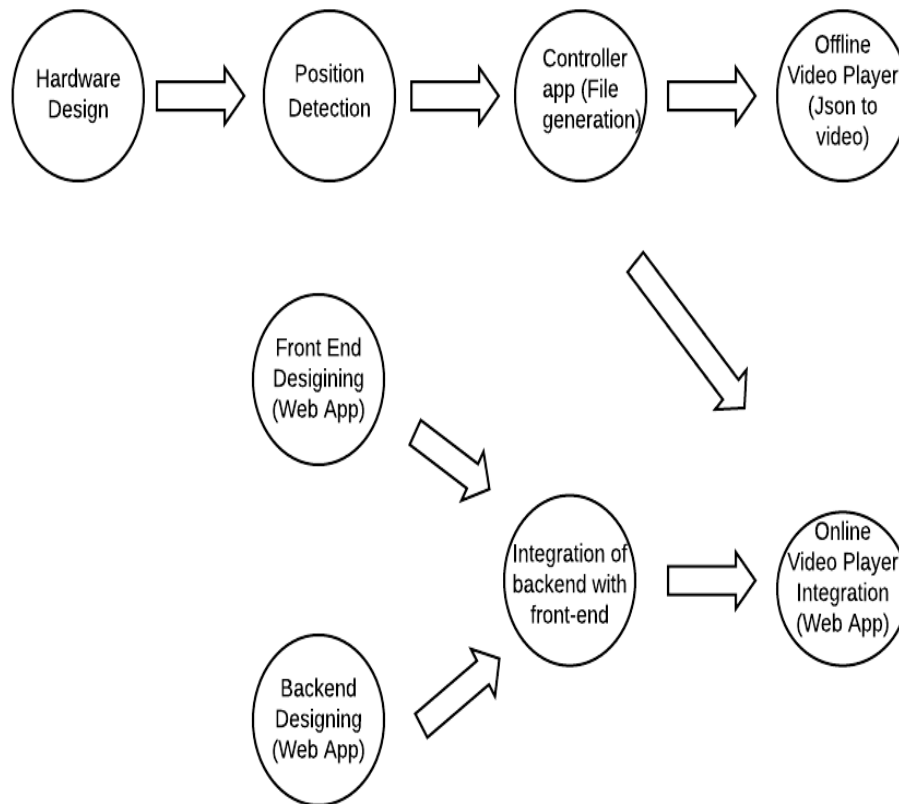 Hardware
Design
Position
Detection
Controller
app (File
generation)
Offline
Video Player
(Json to
video)
Front End
Desigining
(Web App)
Integration of
backend with
front-end
Online
Video Player
Integration
(Web App)
Backend
Designing
(Web App)